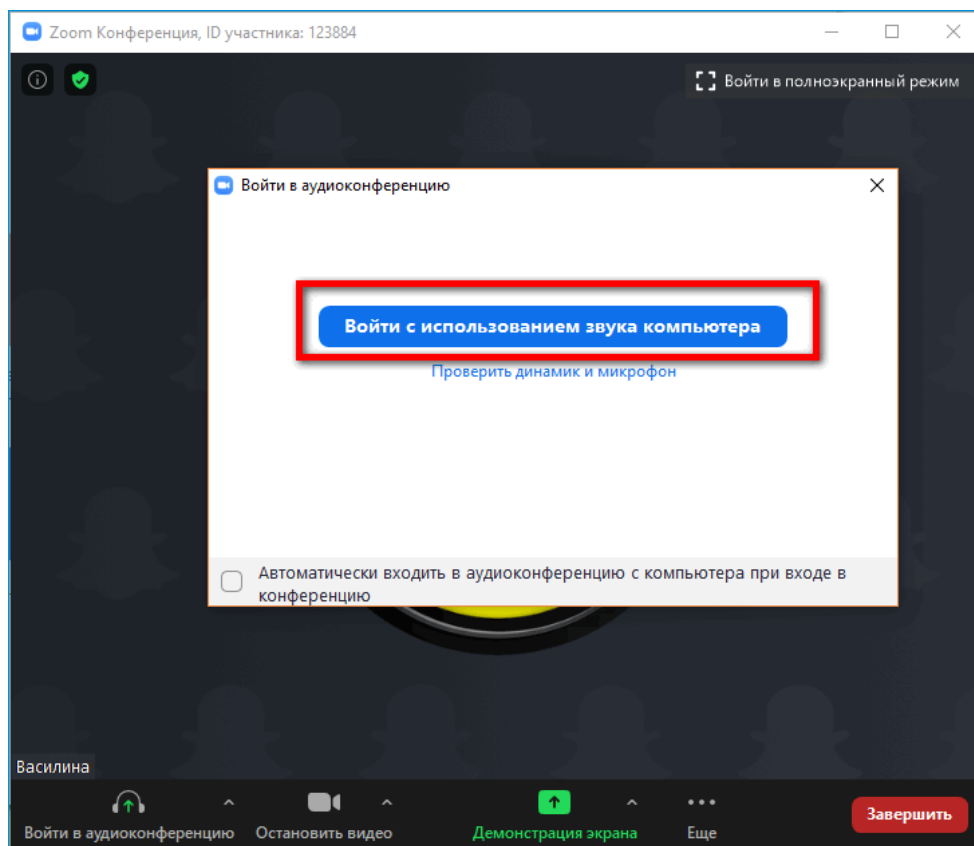 Zoom Конференция, ID участника: 123884
Войти в полноэкранный режим
Войти в аудиоконференцию
Войти с использованием звука компьютера
Проверить динамик и микрофон
Автоматически входить в аудиоконференцию с компьютера при входе в
конференцию
Василина
Войти в аудиоконференцию Остановить видео Демонстрация экрана Еще Завершить